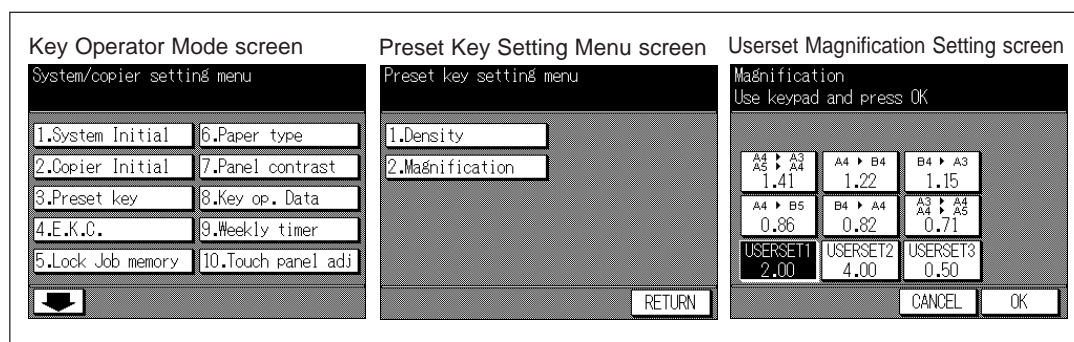 Key Operator Mode screen
System/copier setting menu
1.System Initial
6.Paper type
2.Copier Initial
7.Panel contrast
3.Preset key
8.Key op. Data
4.E.K.C.
9.Weekly timer
5.Lock Job memory
10.Touch panel adj
Preset Key Setting Menu screen
Preset key setting menu
1.Density
2.Magnification
RETURN
Userset Magnification Setting screen
Magnification
Use keypad and press OK
A4 ▸ A3
A5 ▸ A4
1.41
A4 ▸ B4
1.22
B4 ▸ A3
1.15
A4 ▸ B5
0.86
B4 ▸ A4
0.82
A3 ▸ A4
A4 ▸ A5
0.71
USERSET1
2.00
USERSET2
4.00
USERSET3
0.50
CANCEL
OK